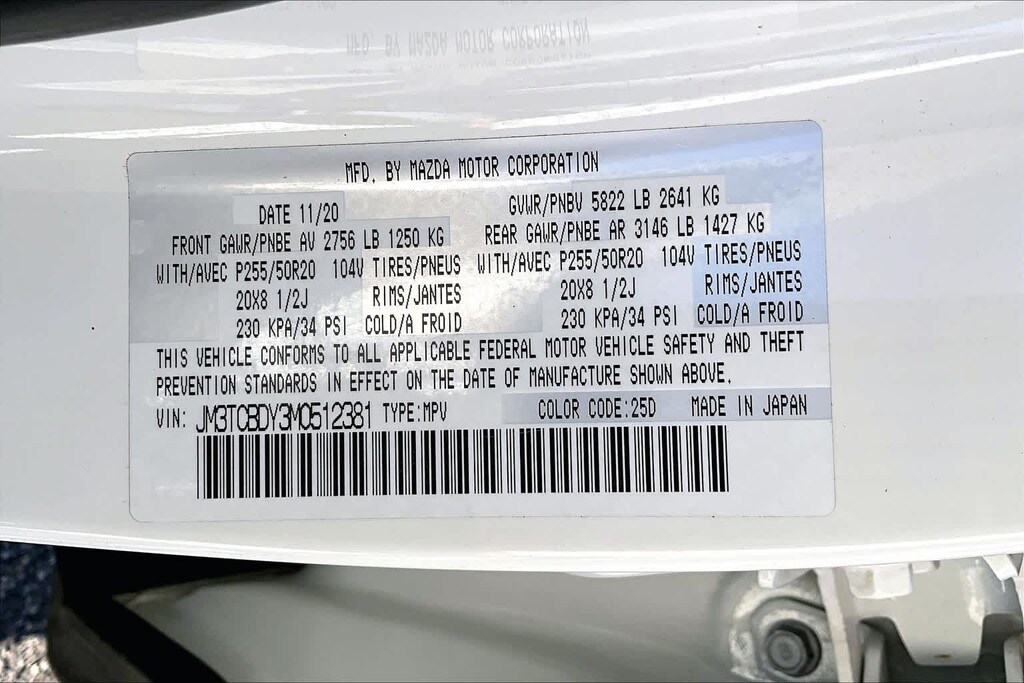 MFD. BY MAZDA MOTOR CORPORATION
DATE 11/20 GVWR/PNBV 5822 LB 2641 KG
FRONT GAWR/PNBE AV 2756 LB 1250 KG REAR GAWR/PNBE AR 3146 LB 1427 KG
WITH/AVEC P255/50R20 104V TIRES/PNEUS WITH/AVEC P255/50R20 104V TIRES/PNEUS
20X8 1/2J RIMS/JANTES 20X8 1/2J RIMS/JANTES
230 KPA/34 PSI COLD/A FROID 230 KPA/34 PSI COLD/A FROID
THIS VEHICLE CONFORMS TO ALL APPLICABLE FEDERAL MOTOR VEHICLE SAFETY AND THEFT
PREVENTION STANDARDS IN EFFECT ON THE DATE OF MANUFACTURE SHOWN ABOVE.
VIN: JM3TCBDY3M0512381 TYPE:MPV COLOR CODE:25D MADE IN JAPAN